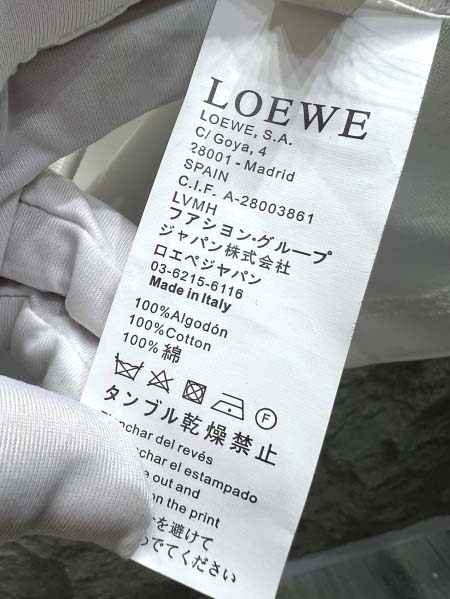 LOEWE
LOEWE, S.A.
C/ Goya, 4
28001 - Madrid
SPAIN
C.I.F. A-28003861
LVMH
ファション・グループ
ジャパン株式会社
ロエベジャパン
03-6215-6116
Made in Italy
100%Algodón
100%Cotton
100% 綿
F
タンブル乾燥禁止
Planchar del revés
char el estampado
e out and
on the print
を避けて
でてください